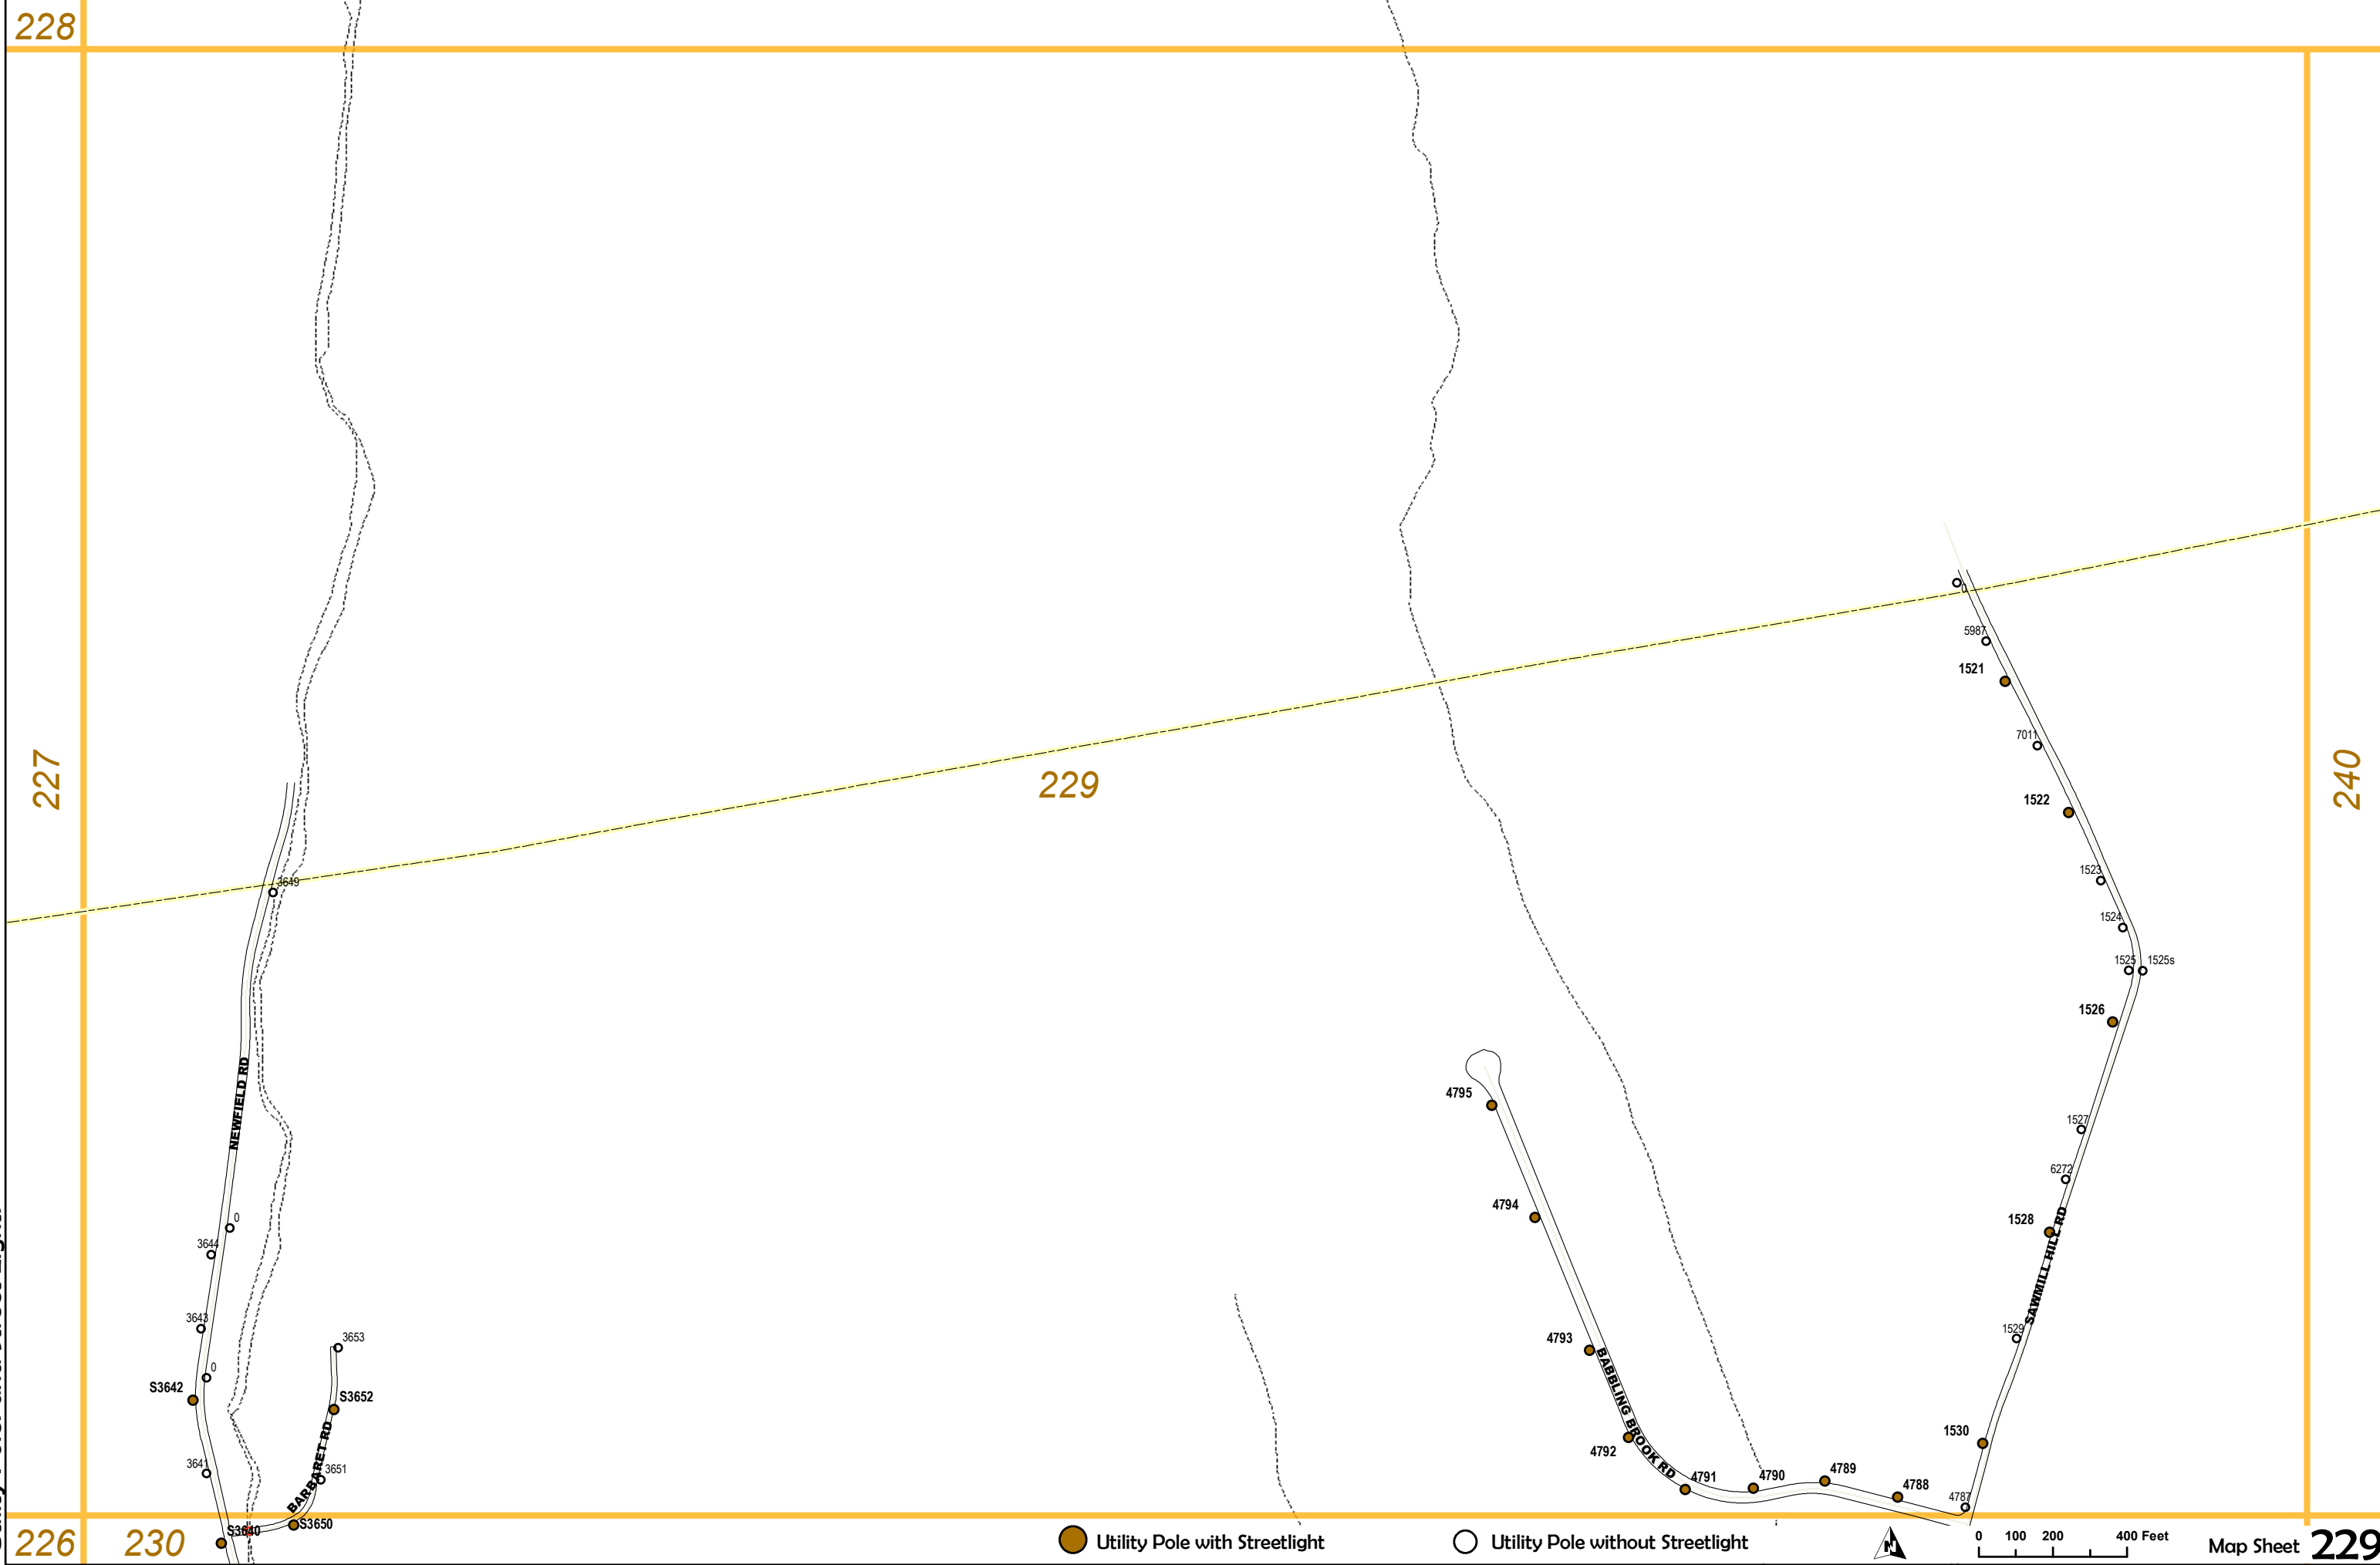 228
0
5987
1521
7011
227
229
240
1522
1523
3649
1524
1525
1525s
1526
NEWFIELD RD
4795
1527
6272
4794
0
1528
3644
SAWMILL HILL RD
3643
1529
3653
4793
0
S3642
BABBLING BROOK RD
S3652
BARBARET RD
1530
4792
3641
3651
4791
4790
4789
4788
4787
S3650
S3640
226
230
Utility Pole with Streetlight
Utility Pole without Streetlight
N
0 100 200 400 Feet
Map Sheet 229